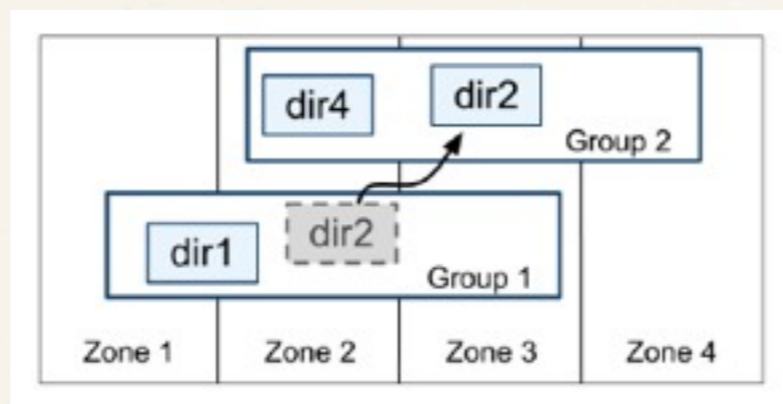 dir4
dir2
Group 2
dir1
dir2
Group 1
Zone 1
Zone 2
Zone 3
Zone 4